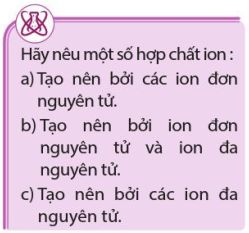 Hãy nêu một số hợp chất ion :
a) Tạo nên bởi các ion đơn
nguyên tử.
b) Tạo nên bởi ion đơn
nguyên tử và ion đa
nguyên tử.
c) Tạo nên bởi các ion đa
nguyên tử.